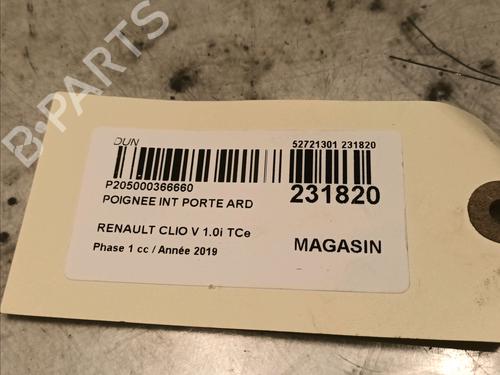 B-PARTS
DUN
52721301 231820
P205000366660
231820
POIGNEE INT PORTE ARD
RENAULT CLIO V 1.0i TCe
Phase 1 cc / Année 2019
MAGASIN